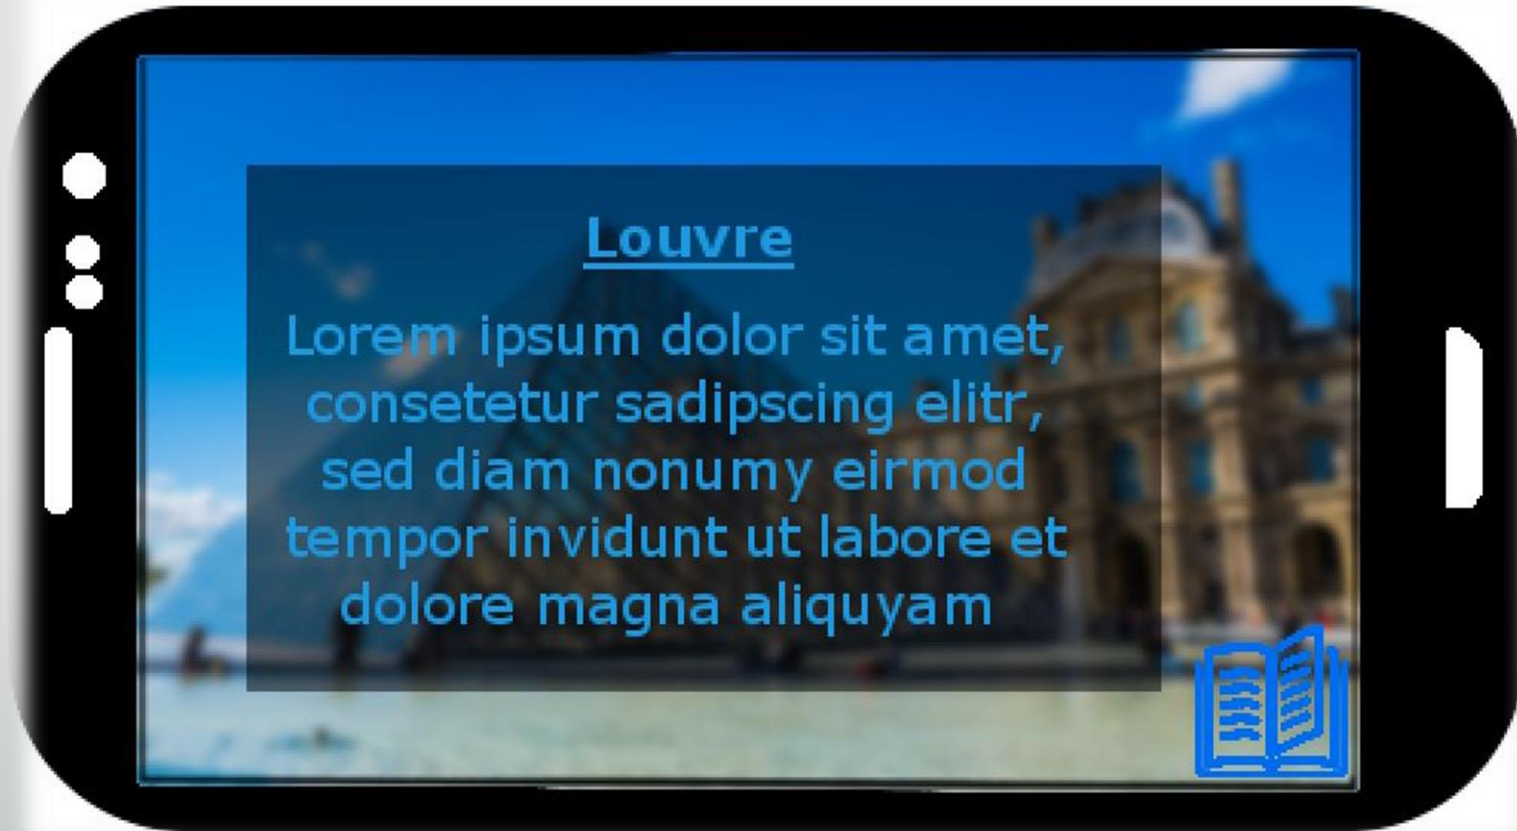 Louvre
Lorem ipsum dolor sit amet,
consetetur sadipscing elitr,
sed diam nonumy eirmod
tempor invidunt ut labore et
dolore magna aliquyam